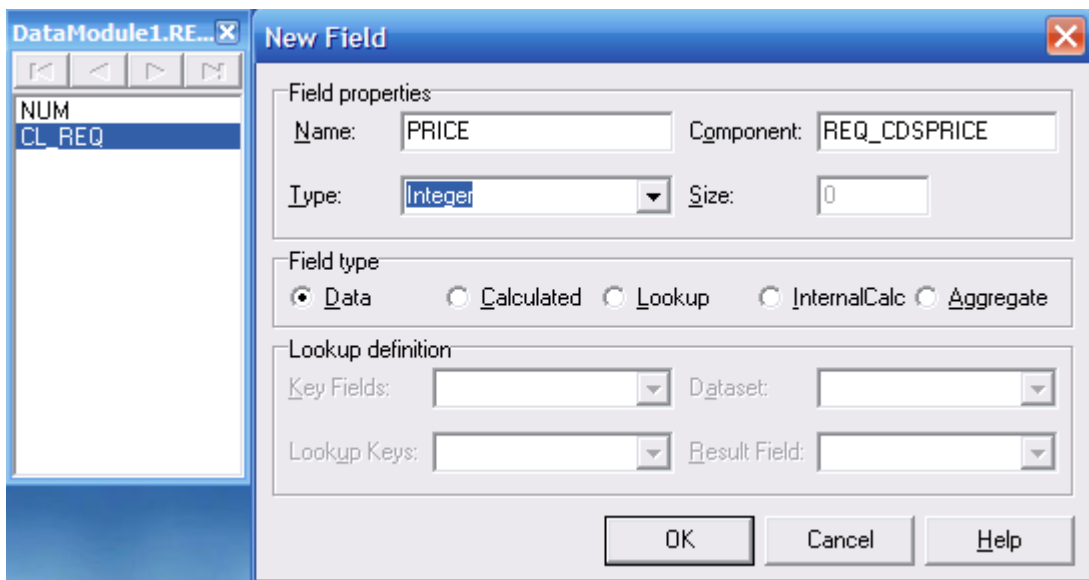 DataModule1.RE...
NUM
CL_REQ
New Field
Field properties
Name: PRICE Component: REQ_CDSPRICE
Type: Integer Size: 0
Field type
Data Calculated Lookup InternalCalc Aggregate
Lookup definition
Key Fields: Dataset:
Lookup Keys: Result Field:
OK Cancel Help